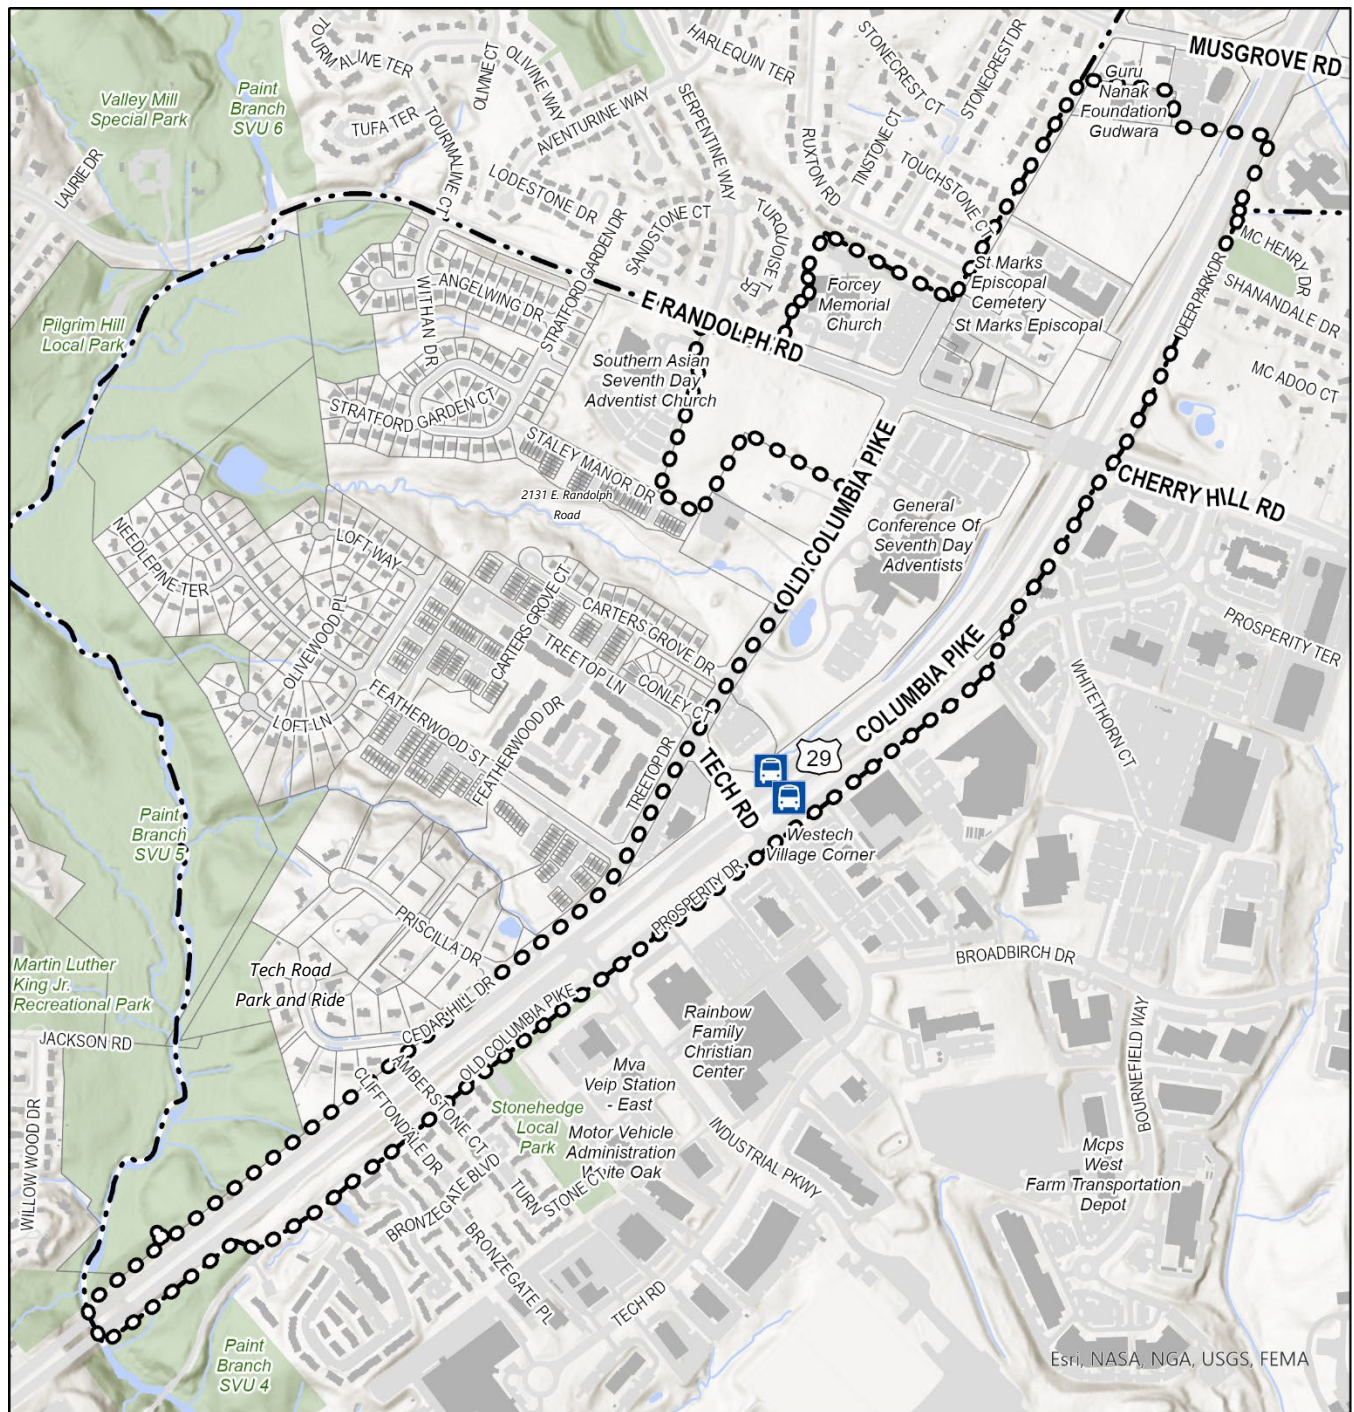 TOURMALINE TER
OLIVINE CT
OLIVINE WAY
HARLEQUIN TER
STONECREST CT
STONECREST DR
MUSGROVE RD
Valley Mill
Special Park
Paint
Branch
SVU 6
TUFA TER
TOURMALINE CT
AVENTURINE WAY
SERPENTINE WAY
Guru
Nanak
Foundation
Gudwara
LAURIE DR
LODESTONE DR
SANDSTONE CT
RUXTON RD
TINSTONE CT
TOUCHSTONE CT
TURQUOISE TER
STRATFORD GARDEN DR
MC HENRY DR
SHANANDALE DR
MC ADOO CT
DEER PARK DR
ANGELWING DR
WITHAN DR
E RANDOLPH RD
Forcey
Memorial
Church
St Marks
Episcopal
Cemetery
St Marks Episcopal
Pilgrim Hill
Local Park
STRATFORD GARDEN CT
Southern Asian
Seventh Day
Adventist Church
STALEY MANOR DR
2131 E. Randolph
Road
OLD COLUMBIA PIKE
General
Conference Of
Seventh Day
Adventists
CHERRY HILL RD
NEEDLEPINE TER
LOFT WAY
OLIVEWOOD PL
LOFT LN
CARTERS GROVE CT
CARTERS GROVE DR
TREETOP LN
CONLEY CT
FEATHERWOOD ST
FEATHERWOOD DR
TREETOP DR
TECH RD
29
COLUMBIA PIKE
PROSPERITY TER
WHITETHORN CT
Westech
Village Corner
PROSPERITY DR
Paint
Branch
SVU 5
PRISCILLA DR
BROADBIRCH DR
Martin Luther
King Jr.
Recreational Park
Tech Road
Park and Ride
JACKSON RD
CEDAR HILL DR
OLD COLUMBIA PIKE
Rainbow
Family
Christian
Center
BOURNEFIELD WAY
AMBERSTONE CT
CLIFTONDALE DR
Mva
Veip Station
- East
Stonehedge
Local
Park
Motor Vehicle
Administration
White Oak
INDUSTRIAL PKWY
Mcps
West
Farm Transportation
Depot
WILLOWWOOD DR
BRONZEGATE BLVD
TURN STONE CT
BRONZEGATE PL
TECH RD
Paint
Branch
SVU 4
Esri, NASA, NGA, USGS, FEMA